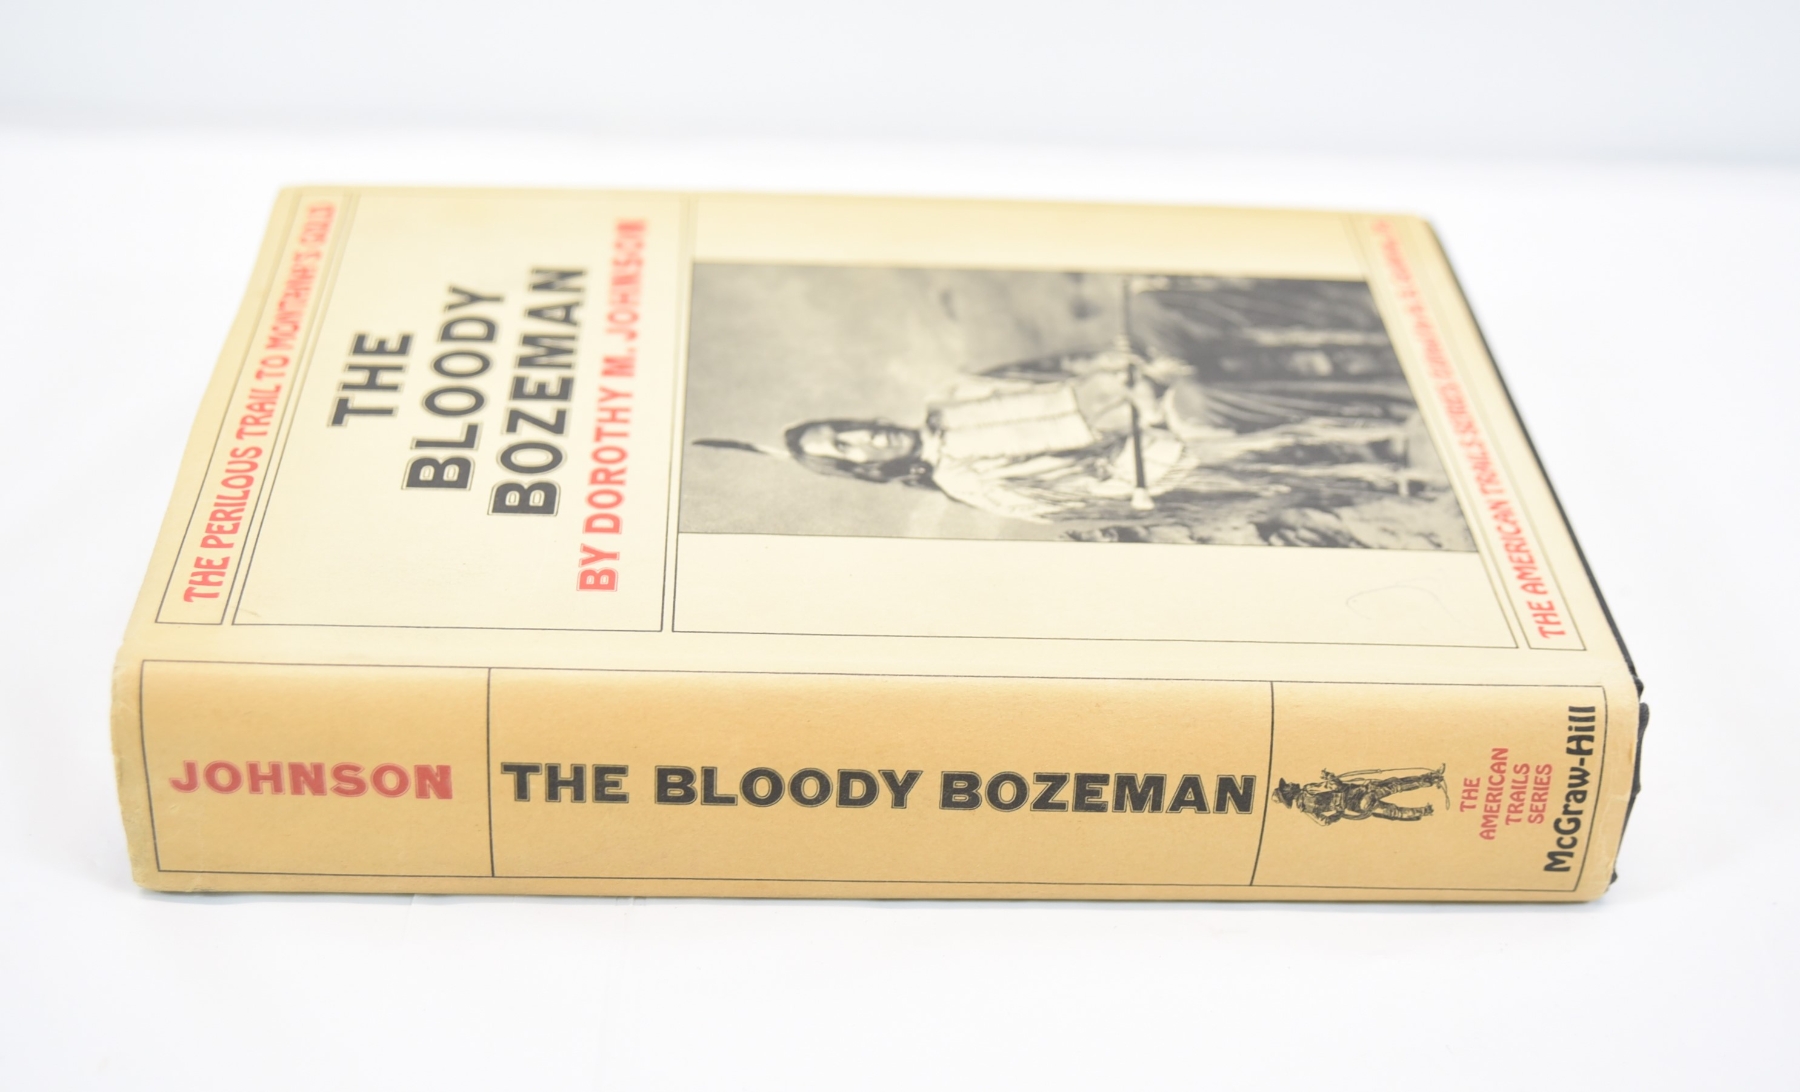 THE PERILOUS TRAIL TO MONTANA'S GOLD
THE
BLOODY
BOZEMAN
BY DOROTHY M. JOHNSON
THE AMERICAN TRAILS SERIES
JOHNSON
THE BLOODY BOZEMAN
THE
AMERICAN
TRAILS
SERIES
McGraw-Hill